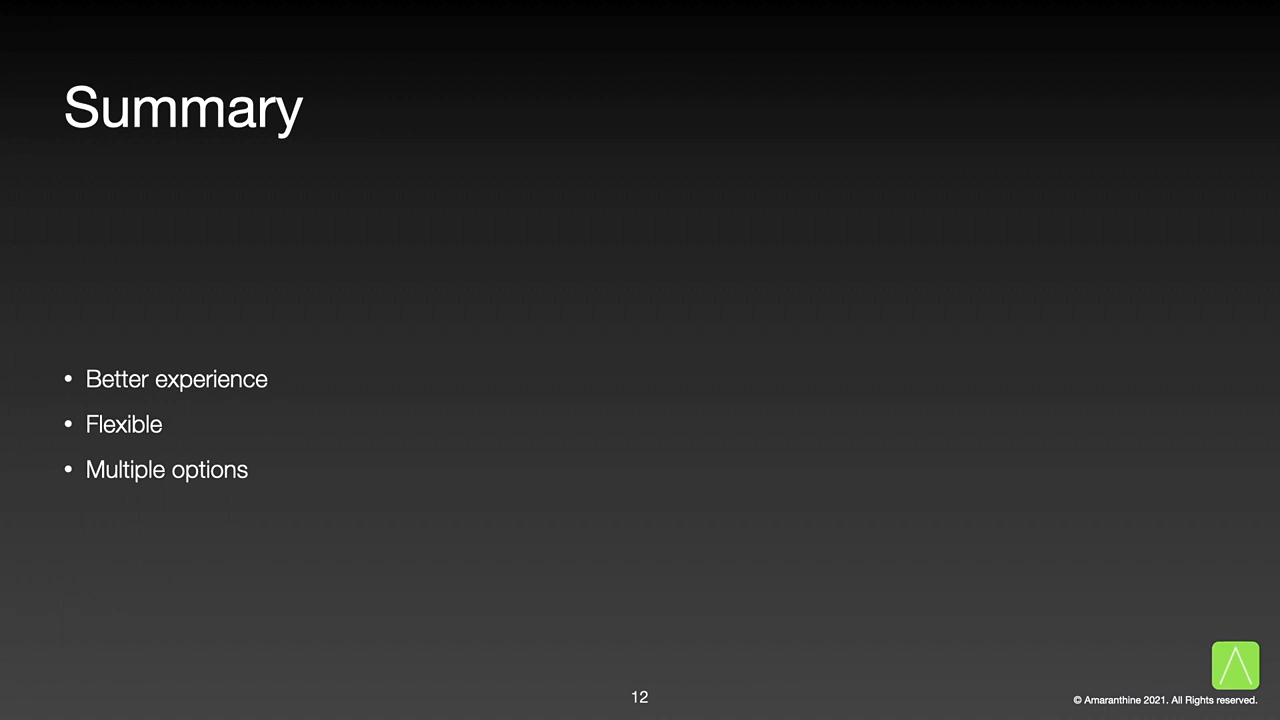 Summary
• Better experience
• Flexible
• Multiple options
12
© Amaranthine 2021. All Rights reserved.